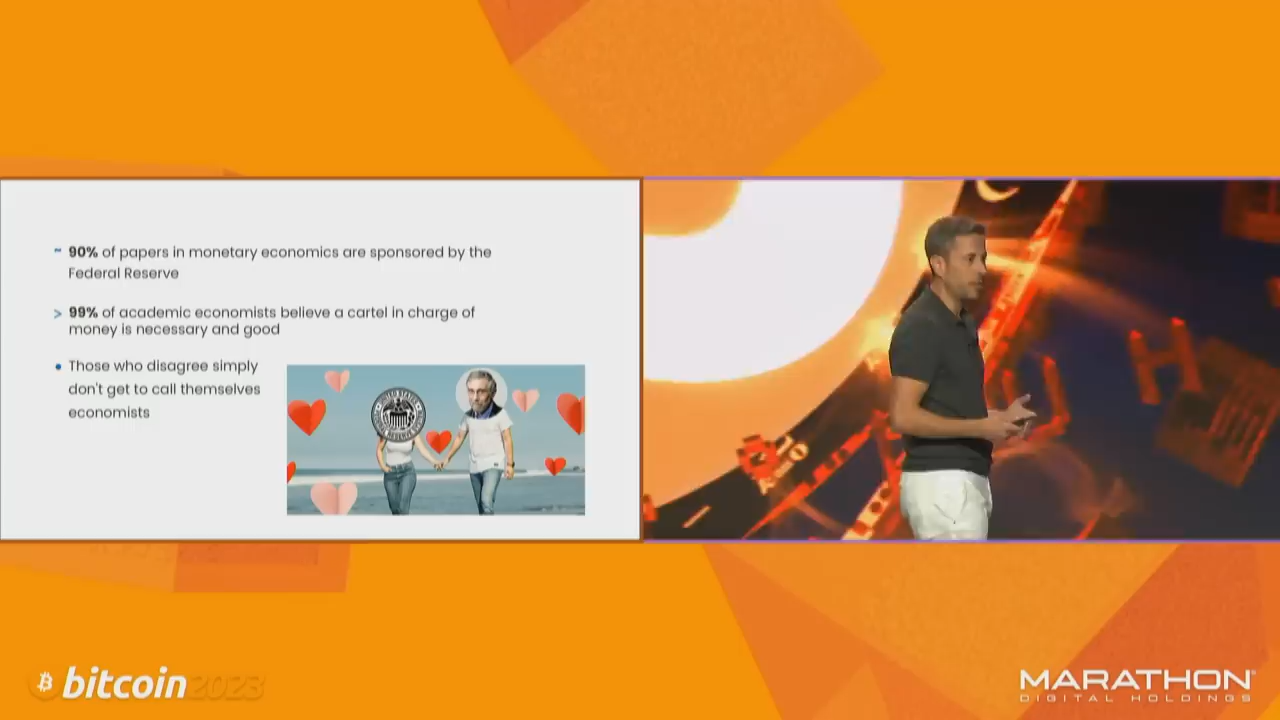 ~ 90% of papers in monetary economics are sponsored by the
Federal Reserve
> 99% of academic economists believe a cartel in charge of
money is necessary and good
• Those who disagree simply
don't get to call themselves
economists
bitcoin 2023
MARATHON
DIGITAL HOLDINGS